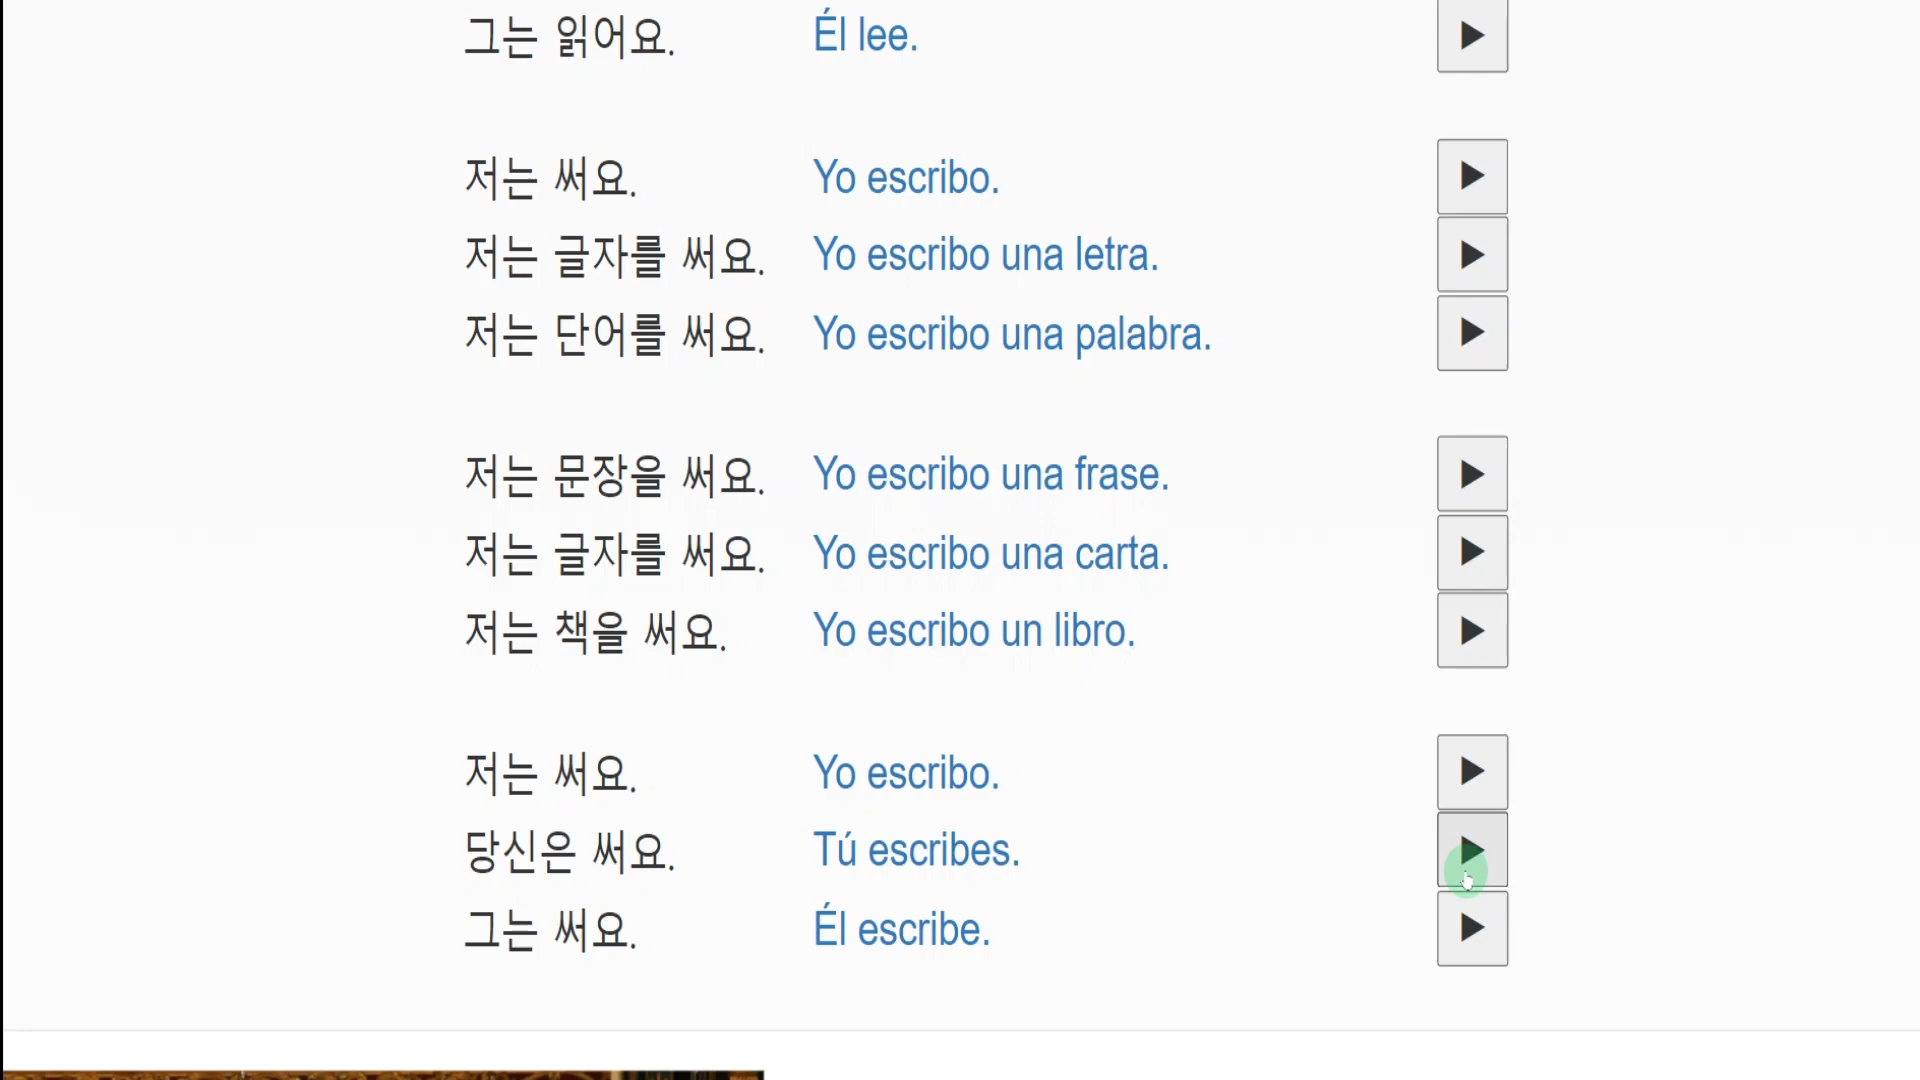 그는 읽어요. Él lee.
저는 써요. Yo escribo.
저는 글자를 써요. Yo escribo una letra.
저는 단어를 써요. Yo escribo una palabra.
저는 문장을 써요. Yo escribo una frase.
저는 글자를 써요. Yo escribo una carta.
저는 책을 써요. Yo escribo un libro.
저는 써요. Yo escribo.
당신은 써요. Tú escribes.
그는 써요. Él escribe.